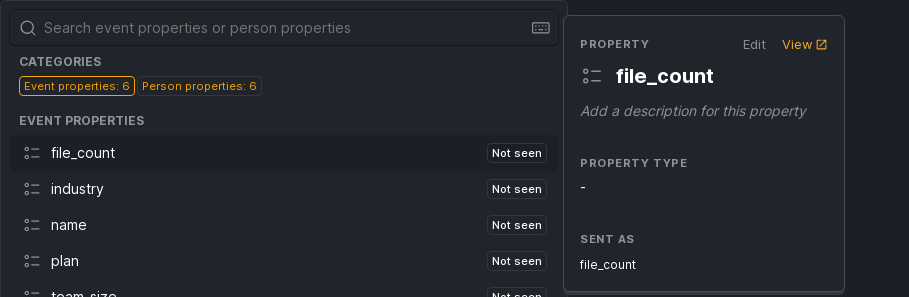 Search event properties or person properties
CATEGORIES
Event properties: 6
Person properties: 6
EVENT PROPERTIES
file_count
Not seen
industry
Not seen
name
Not seen
plan
Not seen
team_size
Not seen
PROPERTY
Edit
View
file_count
Add a description for this property
PROPERTY TYPE
-
SENT AS
file_count